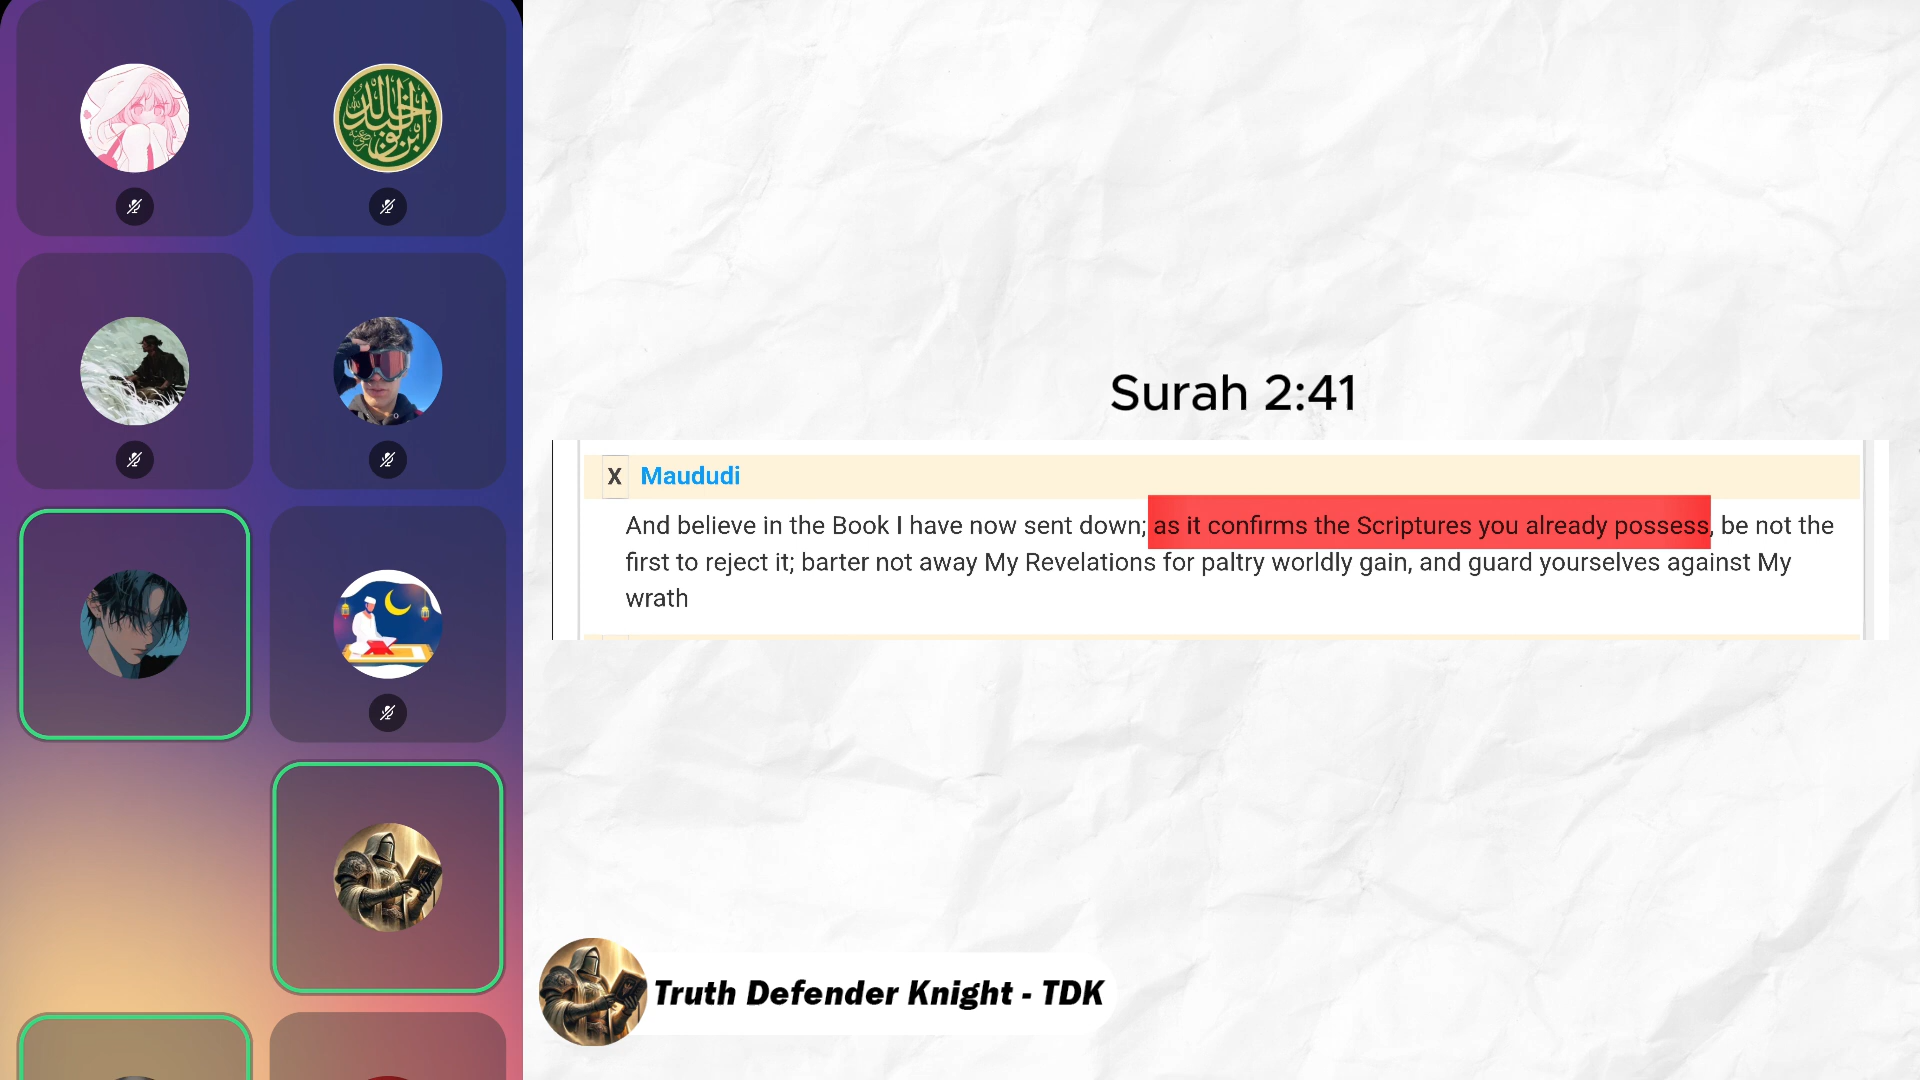 Surah 2:41
X Maududi
And believe in the Book I have now sent down; as it confirms the Scriptures you already possess, be not the
first to reject it; barter not away My Revelations for paltry worldly gain, and guard yourselves against My
wrath
Truth Defender Knight - TDK